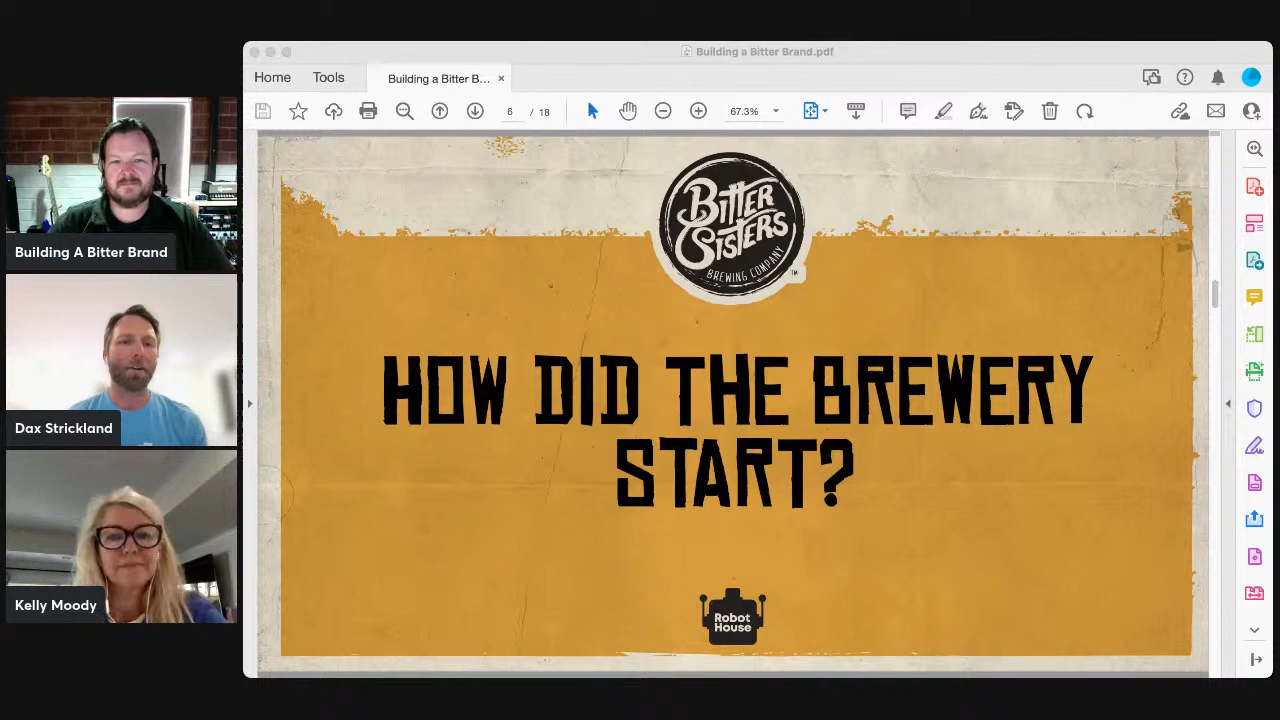 Building a Bitter Brand.pdf
Home
Tools
Building a Bitter B...
6 / 18
67.3%
Building A Bitter Brand
Dax Strickland
Kelly Moody
BITTER
SISTERS
BREWING COMPANY
TM
HOW DID THE BREWERY
START?
Robot
House